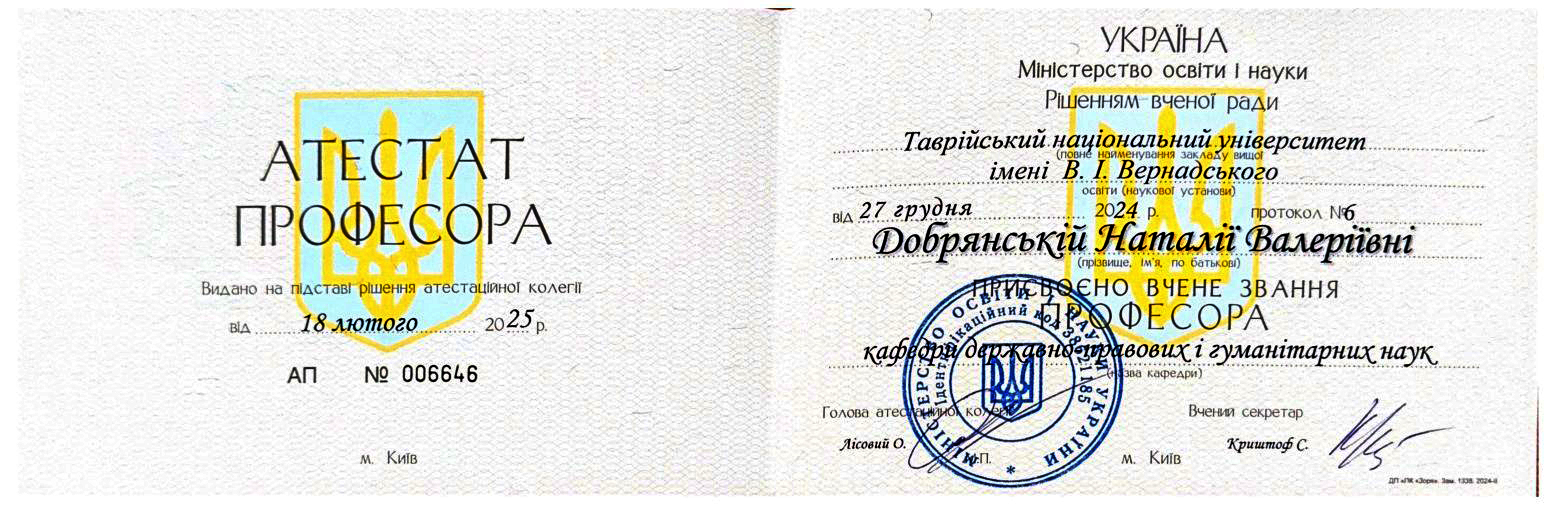 АТЕСТАТ
ПРОФЕСОРА
Видано на підставі рішення атестаційної колегії
від 18 лютого 2025 р.
АП № 006646
м. Київ
УКРАЇНА
Міністерство освіти і науки
Рішенням вченої ради
Таврійський національний університет
(повне найменування закладу вищої
імені В. І. Вернадського
освіти (наукової установи)
від 27 грудня 2024 р. протокол №6
Добрянській Наталії Валеріївні
(прізвище, ім'я, по батькові)
ПРИСВОЄНО ВЧЕНЕ ЗВАННЯ
ПРОФЕСОРА
кафедри державно-правових і гуманітарних наук
(назва кафедри)
Голова атестаційної колегії Вчений секретар
Лісовий О. Криштоф С.
М.П. м. Київ
ДП «ПК «Зоря». Зам. 1338. 2024-ІІ
МІНІСТЕРСТВО ОСВІТИ І НАУКИ УКРАЇНИ
Ідентифікаційний код 38621185